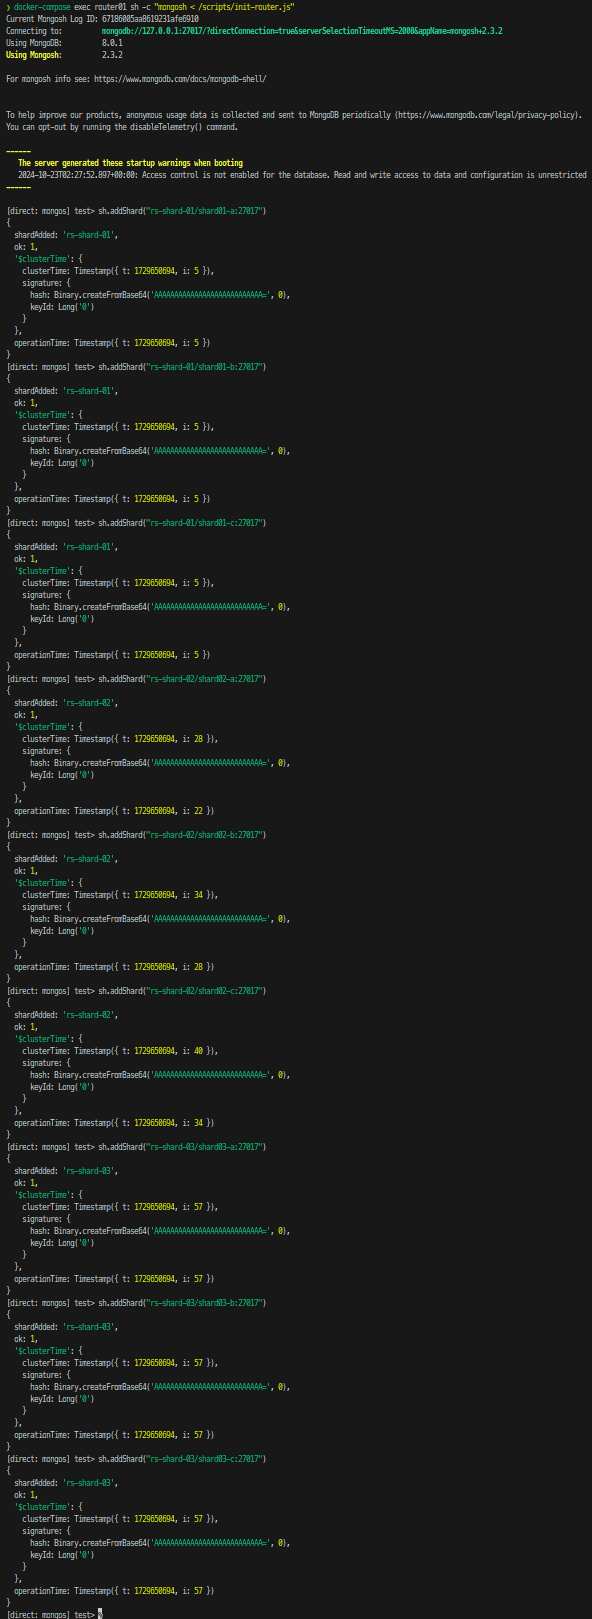 ❯ docker-compose exec router01 sh -c "mongosh < /scripts/init-router.js"
Current Mongosh Log ID: 67186005aa8619231afe6910
Connecting to: mongodb://127.0.0.1:27017/?directConnection=true&serverSelectionTimeoutMS=2000&appName=mongosh+2.3.2
Using MongoDB: 8.0.1
Using Mongosh: 2.3.2
For mongosh info see: https://www.mongodb.com/docs/mongodb-shell/
To help improve our products, anonymous usage data is collected and sent to MongoDB periodically (https://www.mongodb.com/legal/privacy-policy).
You can opt-out by running the disableTelemetry() command.
------
The server generated these startup warnings when booting
2024-10-23T02:27:52.897+00:00: Access control is not enabled for the database. Read and write access to data and configuration is unrestricted
------
[direct: mongos] test> sh.addShard("rs-shard-01/shard01-a:27017")
{
shardAdded: 'rs-shard-01',
ok: 1,
'$clusterTime': {
clusterTime: Timestamp({ t: 1729650694, i: 5 }),
signature: {
hash: Binary.createFromBase64('AAAAAAAAAAAAAAAAAAAAAAAAAAA=', 0),
keyId: Long('0')
}
},
operationTime: Timestamp({ t: 1729650694, i: 5 })
}
[direct: mongos] test> sh.addShard("rs-shard-01/shard01-b:27017")
{
shardAdded: 'rs-shard-01',
ok: 1,
'$clusterTime': {
clusterTime: Timestamp({ t: 1729650694, i: 5 }),
signature: {
hash: Binary.createFromBase64('AAAAAAAAAAAAAAAAAAAAAAAAAAA=', 0),
keyId: Long('0')
}
},
operationTime: Timestamp({ t: 1729650694, i: 5 })
}
[direct: mongos] test> sh.addShard("rs-shard-01/shard01-c:27017")
{
shardAdded: 'rs-shard-01',
ok: 1,
'$clusterTime': {
clusterTime: Timestamp({ t: 1729650694, i: 5 }),
signature: {
hash: Binary.createFromBase64('AAAAAAAAAAAAAAAAAAAAAAAAAAA=', 0),
keyId: Long('0')
}
},
operationTime: Timestamp({ t: 1729650694, i: 5 })
}
[direct: mongos] test> sh.addShard("rs-shard-02/shard02-a:27017")
{
shardAdded: 'rs-shard-02',
ok: 1,
'$clusterTime': {
clusterTime: Timestamp({ t: 1729650694, i: 28 }),
signature: {
hash: Binary.createFromBase64('AAAAAAAAAAAAAAAAAAAAAAAAAAA=', 0),
keyId: Long('0')
}
},
operationTime: Timestamp({ t: 1729650694, i: 22 })
}
[direct: mongos] test> sh.addShard("rs-shard-02/shard02-b:27017")
{
shardAdded: 'rs-shard-02',
ok: 1,
'$clusterTime': {
clusterTime: Timestamp({ t: 1729650694, i: 34 }),
signature: {
hash: Binary.createFromBase64('AAAAAAAAAAAAAAAAAAAAAAAAAAA=', 0),
keyId: Long('0')
}
},
operationTime: Timestamp({ t: 1729650694, i: 28 })
}
[direct: mongos] test> sh.addShard("rs-shard-02/shard02-c:27017")
{
shardAdded: 'rs-shard-02',
ok: 1,
'$clusterTime': {
clusterTime: Timestamp({ t: 1729650694, i: 40 }),
signature: {
hash: Binary.createFromBase64('AAAAAAAAAAAAAAAAAAAAAAAAAAA=', 0),
keyId: Long('0')
}
},
operationTime: Timestamp({ t: 1729650694, i: 34 })
}
[direct: mongos] test> sh.addShard("rs-shard-03/shard03-a:27017")
{
shardAdded: 'rs-shard-03',
ok: 1,
'$clusterTime': {
clusterTime: Timestamp({ t: 1729650694, i: 57 }),
signature: {
hash: Binary.createFromBase64('AAAAAAAAAAAAAAAAAAAAAAAAAAA=', 0),
keyId: Long('0')
}
},
operationTime: Timestamp({ t: 1729650694, i: 57 })
}
[direct: mongos] test> sh.addShard("rs-shard-03/shard03-b:27017")
{
shardAdded: 'rs-shard-03',
ok: 1,
'$clusterTime': {
clusterTime: Timestamp({ t: 1729650694, i: 57 }),
signature: {
hash: Binary.createFromBase64('AAAAAAAAAAAAAAAAAAAAAAAAAAA=', 0),
keyId: Long('0')
}
},
operationTime: Timestamp({ t: 1729650694, i: 57 })
}
[direct: mongos] test> sh.addShard("rs-shard-03/shard03-c:27017")
{
shardAdded: 'rs-shard-03',
ok: 1,
'$clusterTime': {
clusterTime: Timestamp({ t: 1729650694, i: 57 }),
signature: {
hash: Binary.createFromBase64('AAAAAAAAAAAAAAAAAAAAAAAAAAA=', 0),
keyId: Long('0')
}
},
operationTime: Timestamp({ t: 1729650694, i: 57 })
}
[direct: mongos] test> %